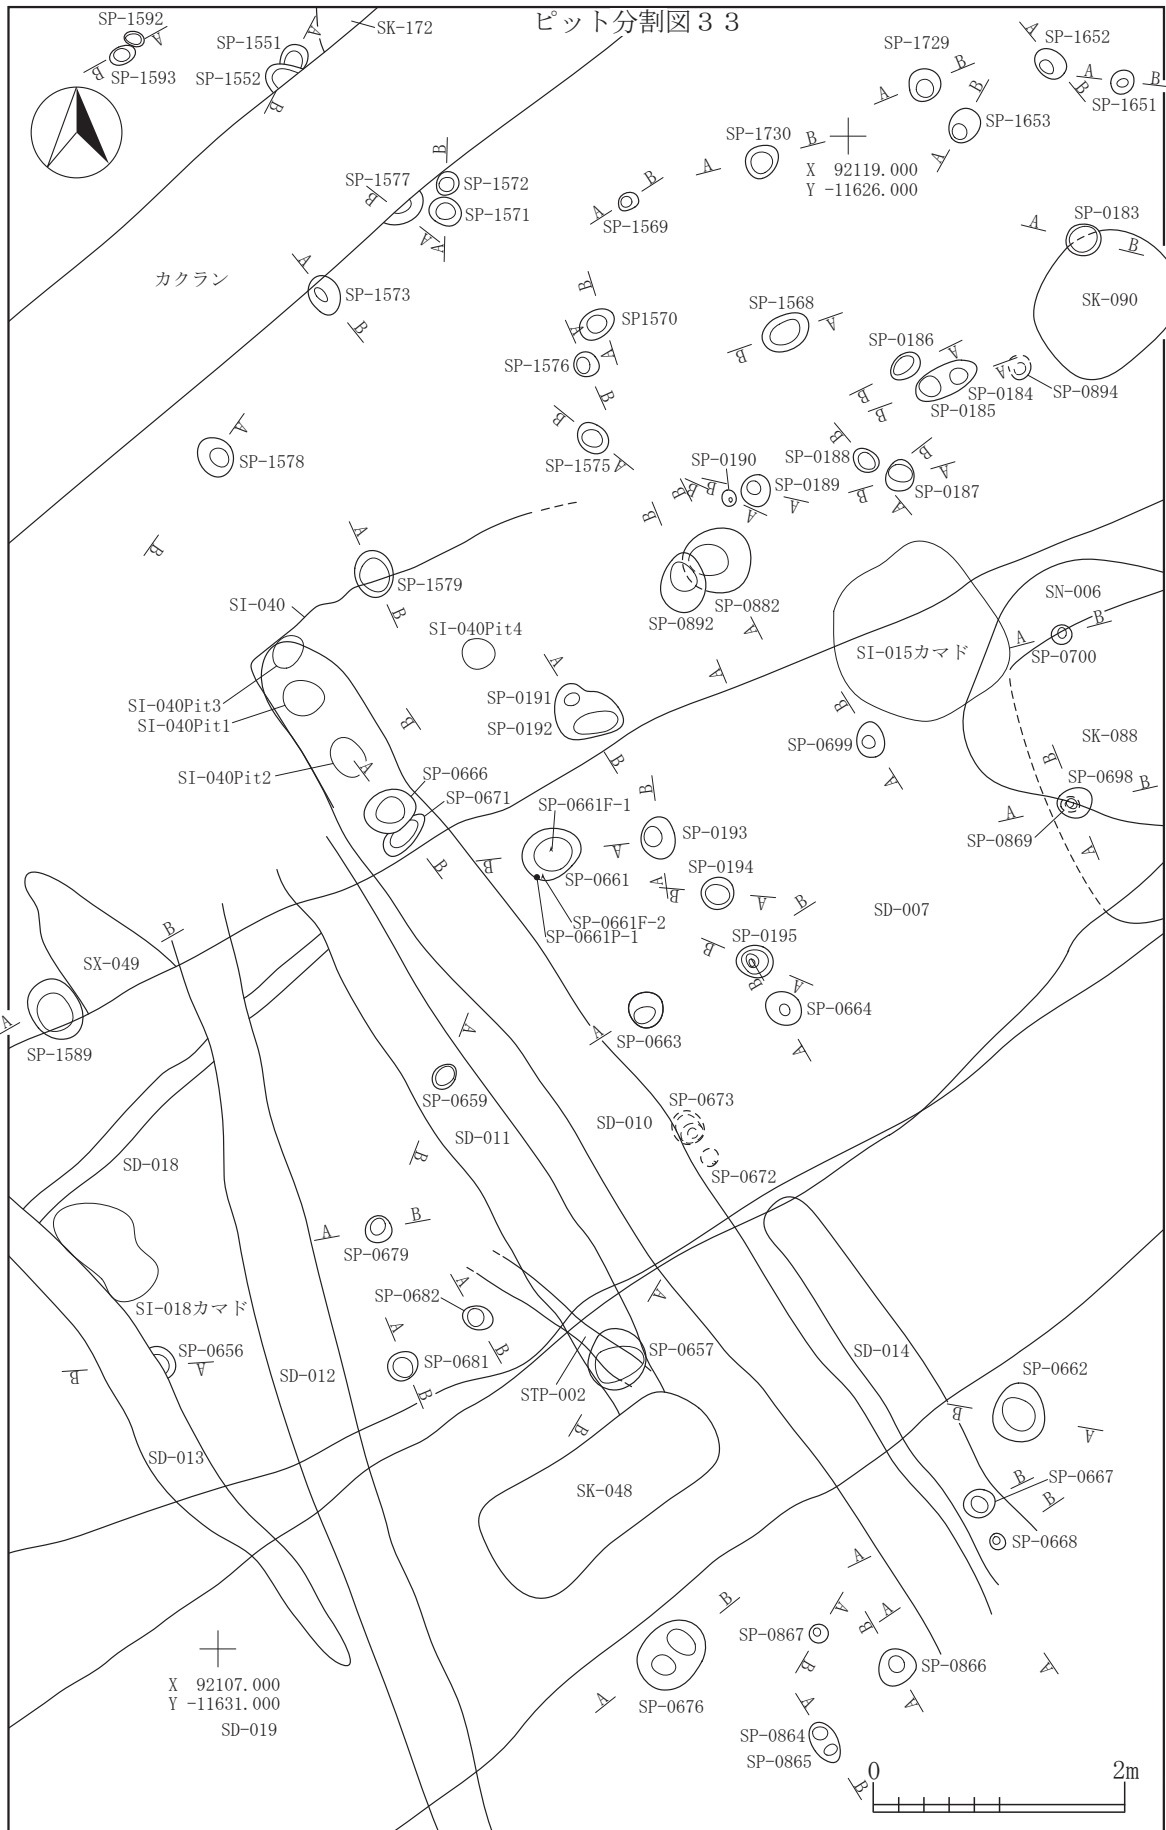 ピット分割図33
SP-1592
SP-1593
SP-1551
SP-1552
SK-172
SP-1729
SP-1652
SP-1651
SP-1653
SP-1730
X 92119.000
Y -11626.000
SP-1577
SP-1572
SP-1571
SP-1569
SP-0183
SK-090
カクラン
SP-1573
SP1570
SP-1568
SP-1576
SP-0186
SP-0184
SP-0894
SP-0185
SP-1578
SP-1575
SP-0190
SP-0188
SP-0189
SP-0187
SP-1579
SI-040
SI-040Pit4
SP-0892
SP-0882
SN-006
SI-015カマド
SP-0700
SI-040Pit3
SI-040Pit1
SP-0191
SP-0192
SI-040Pit2
SP-0699
SK-088
SP-0698
SP-0666
SP-0671
SP-0661F-1
SP-0193
SP-0869
SP-0661
SP-0194
SP-0661F-2
SP-0661P-1
SD-007
SP-0195
SX-049
SP-0664
SP-0663
SP-1589
SP-0659
SP-0673
SD-010
SD-011
SP-0672
SD-018
SP-0679
SP-0682
SI-018カマド
SP-0656
SP-0681
SD-012
SP-0657
STP-002
SD-014
SP-0662
SD-013
SK-048
SP-0667
SP-0668
SP-0867
SP-0866
SP-0676
SP-0864
SP-0865
X 92107.000
Y -11631.000
SD-019
0 2m